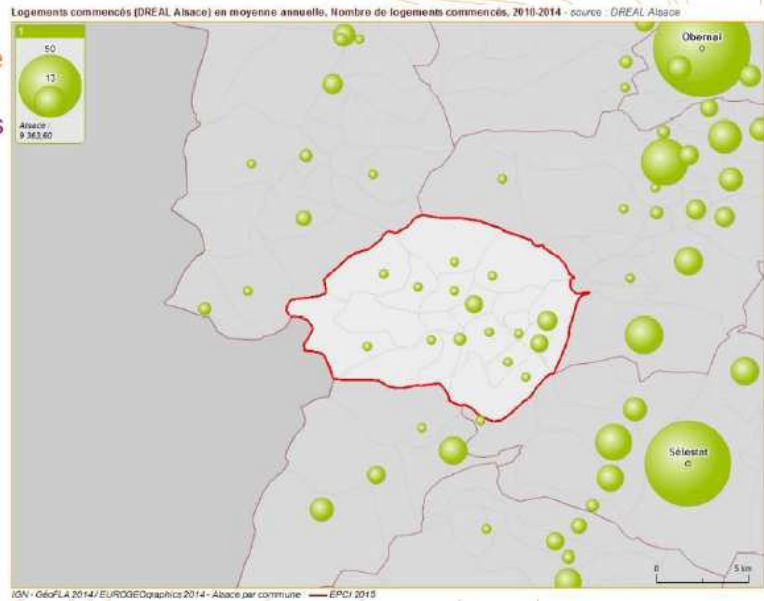 Logements commencés (DREAL Alsace) en moyenne annuelle, Nombre de logements commencés, 2010-2014 - source : DREAL Alsace
e
s
1
50
13
Alsace :
9 363,60
Obernai
Sélestat
0 5 km
IGN - GéoFLA 2014 / EUROGEOgraphics 2014 - Alsace par commune EPCI 2015